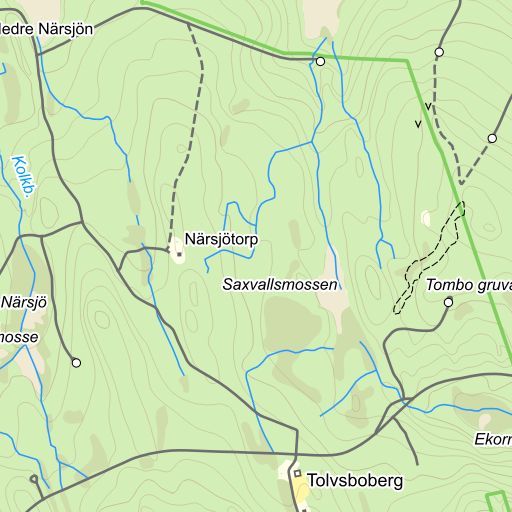 edre Närsjön
Kolkb.
Närsjötorp
Saxvallsmossen
Tombo gruva
Närsjö
mosse
Ekorr
Tolvsboberg